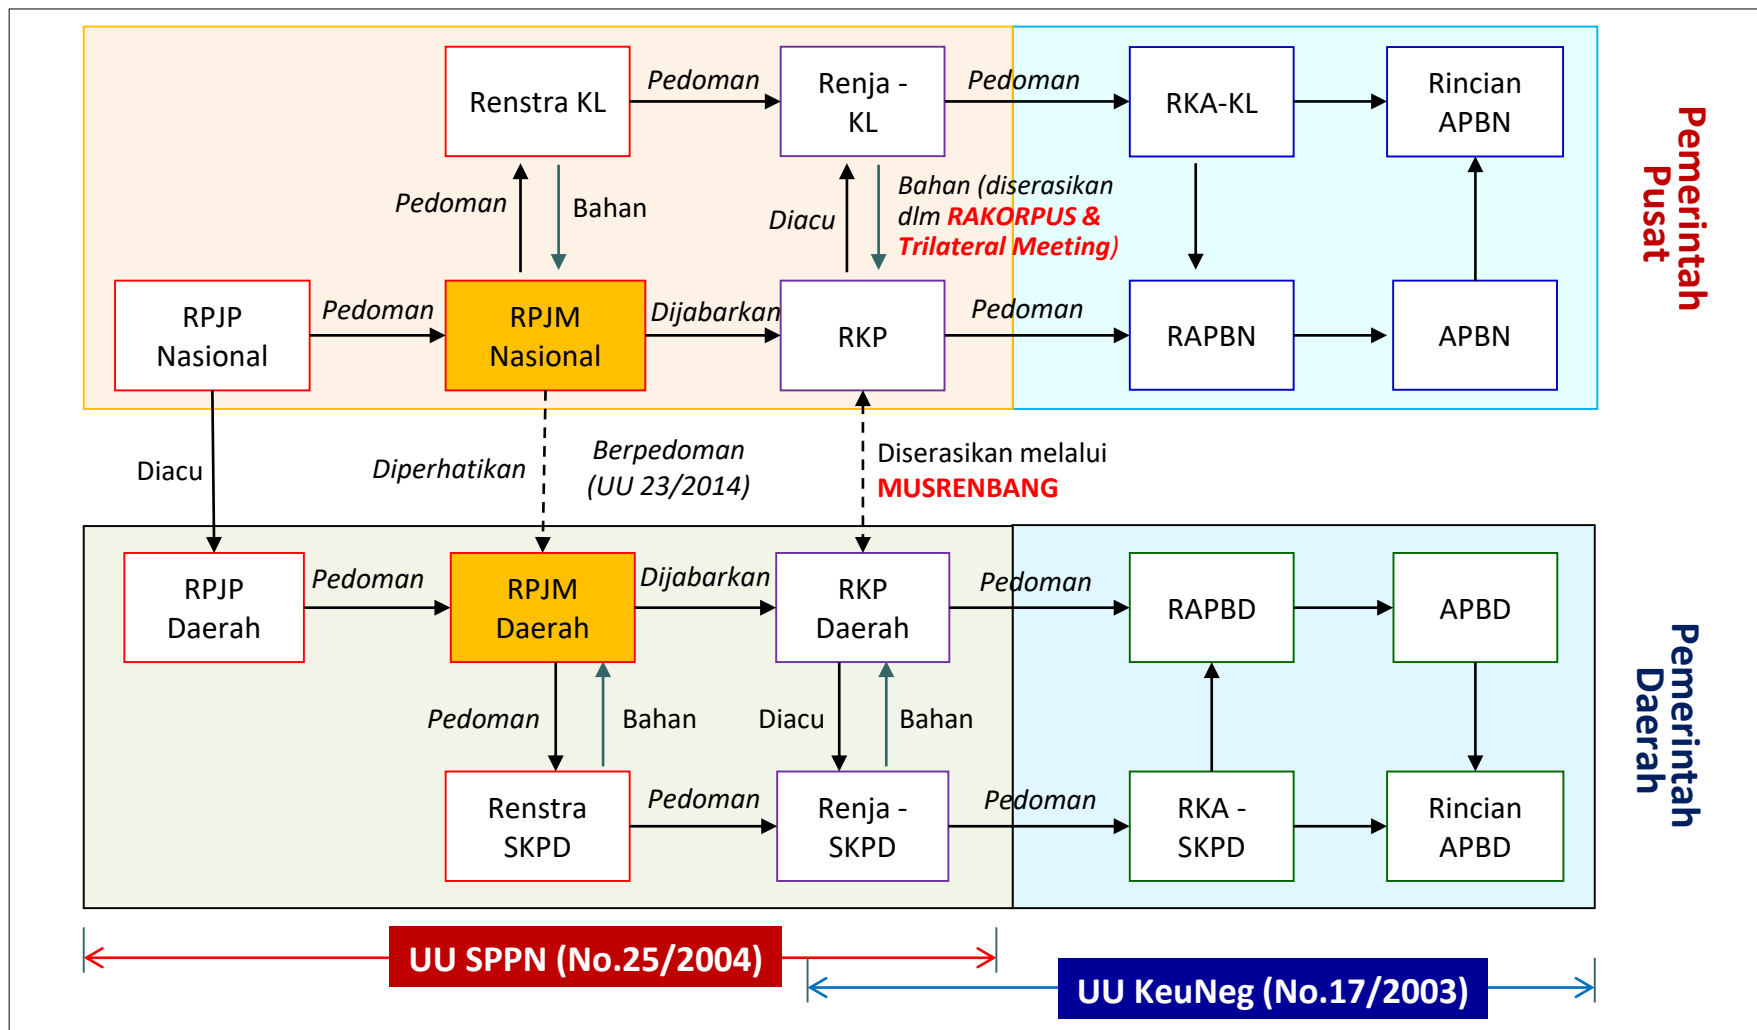 Renstra KL
Pedoman
Renja -
KL
Pedoman
RKA-KL
Rincian
APBN
Pedoman
Bahan
Diacu
Bahan (diserasikan
dlm RAKORPUS &
Trilateral Meeting)
Pemerintah
Pusat
RPJP
Nasional
Pedoman
RPJM
Nasional
Dijabarkan
RKP
Pedoman
RAPBN
APBN
Diacu
Diperhatikan
Berpedoman
(UU 23/2014)
Diserasikan melalui
MUSRENBANG
RPJP
Daerah
Pedoman
RPJM
Daerah
Dijabarkan
RKP
Daerah
Pedoman
RAPBD
APBD
Pemerintah
Daerah
Pedoman
Bahan
Diacu
Bahan
Renstra
SKPD
Pedoman
Renja -
SKPD
Pedoman
RKA -
SKPD
Rincian
APBD
UU SPPN (No.25/2004)
UU KeuNeg (No.17/2003)